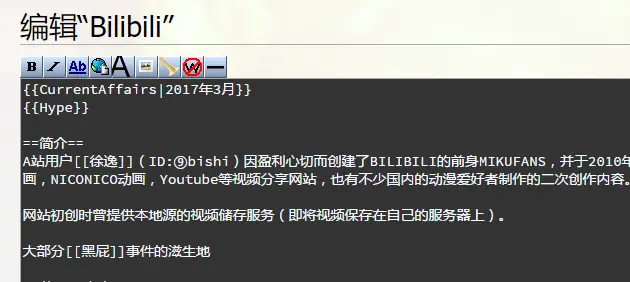 编辑“Bilibili”
B I Ab A W
{{CurrentAffairs|2017年3月}}
{{Hype}}
==简介==
A站用户[[徐逸]]（ID:⑨bishi）因盈利心切而创建了BILIBILI的前身MIKUFANS，并于2010年
画，NICONICO动画，Youtube等视频分享网站，也有不少国内的动漫爱好者制作的二次创作内容。
网站初创时曾提供本地源的视频储存服务（即将视频保存在自己的服务器上）。
大部分[[黑屁]]事件的滋生地